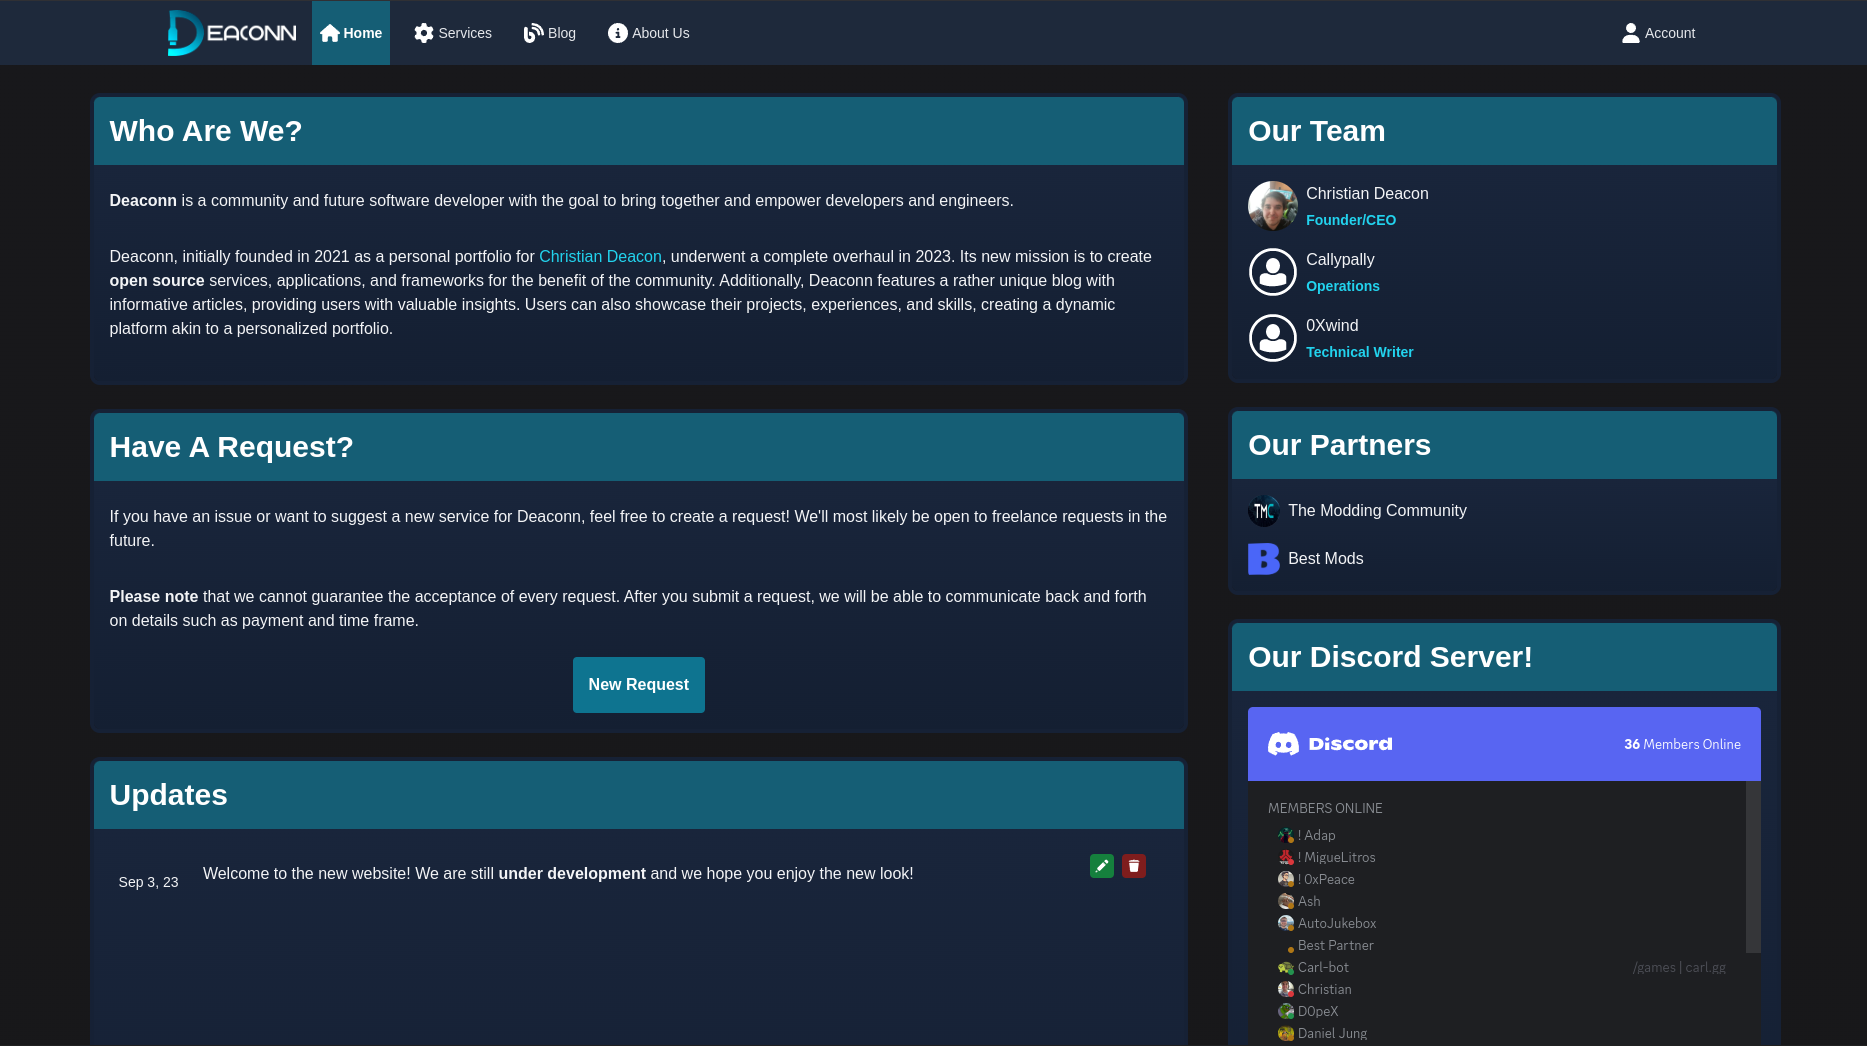 DEACONN
Home
Services
Blog
About Us
Account
Who Are We?
Deaconn is a community and future software developer with the goal to bring together and empower developers and engineers.
Deaconn, initially founded in 2021 as a personal portfolio for Christian Deacon, underwent a complete overhaul in 2023. Its new mission is to create
open source services, applications, and frameworks for the benefit of the community. Additionally, Deaconn features a rather unique blog with
informative articles, providing users with valuable insights. Users can also showcase their projects, experiences, and skills, creating a dynamic
platform akin to a personalized portfolio.
Have A Request?
If you have an issue or want to suggest a new service for Deaconn, feel free to create a request! We'll most likely be open to freelance requests in the
future.
Please note that we cannot guarantee the acceptance of every request. After you submit a request, we will be able to communicate back and forth
on details such as payment and time frame.
New Request
Updates
Sep 3, 23
Welcome to the new website! We are still under development and we hope you enjoy the new look!
Our Team
Christian Deacon
Founder/CEO
Callypally
Operations
0Xwind
Technical Writer
Our Partners
TMC
The Modding Community
B
Best Mods
Our Discord Server!
Discord
36 Members Online
MEMBERS ONLINE
! Adap
! MigueLitros
! 0xPeace
Ash
AutoJukebox
Best Partner
Carl-bot
/games | carl.gg
Christian
D0peX
Daniel Jung